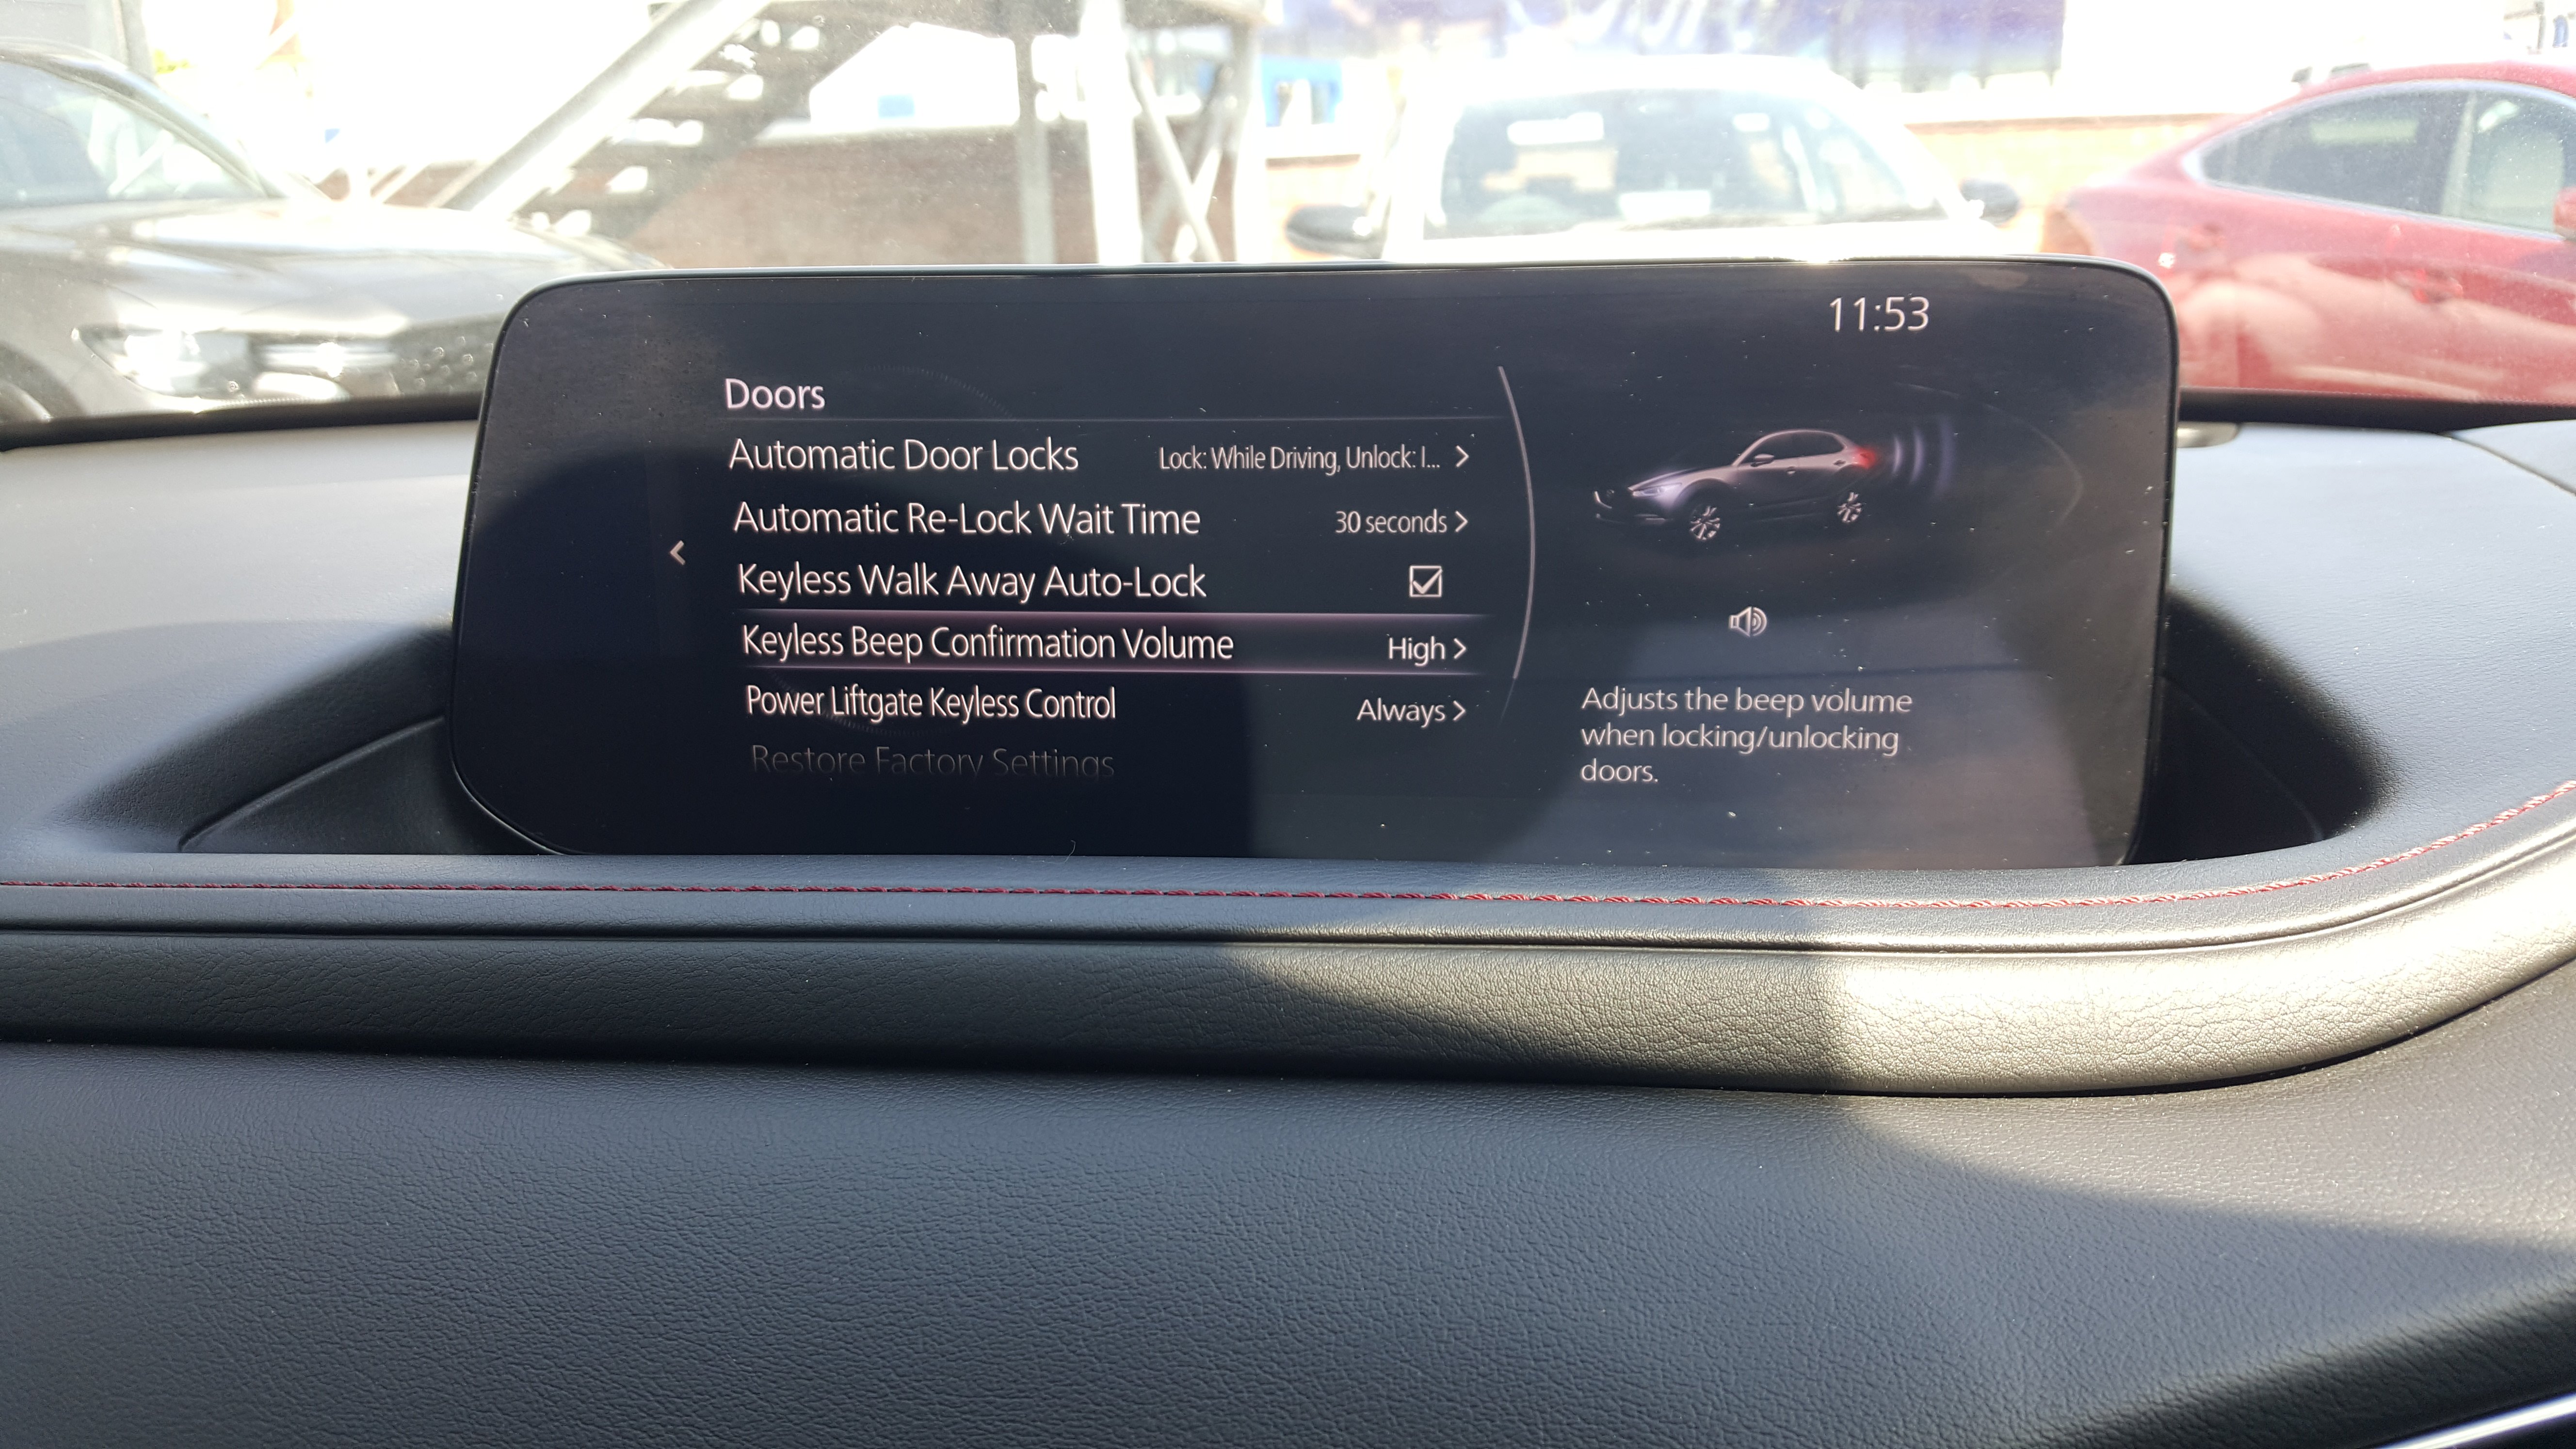 11:53
Doors
Automatic Door Locks Lock: While Driving, Unlock: I... >
Automatic Re-Lock Wait Time 30 seconds >
Keyless Walk Away Auto-Lock
Keyless Beep Confirmation Volume High >
Power Liftgate Keyless Control Always >
Restore Factory Settings
Adjusts the beep volume
when locking/unlocking
doors.